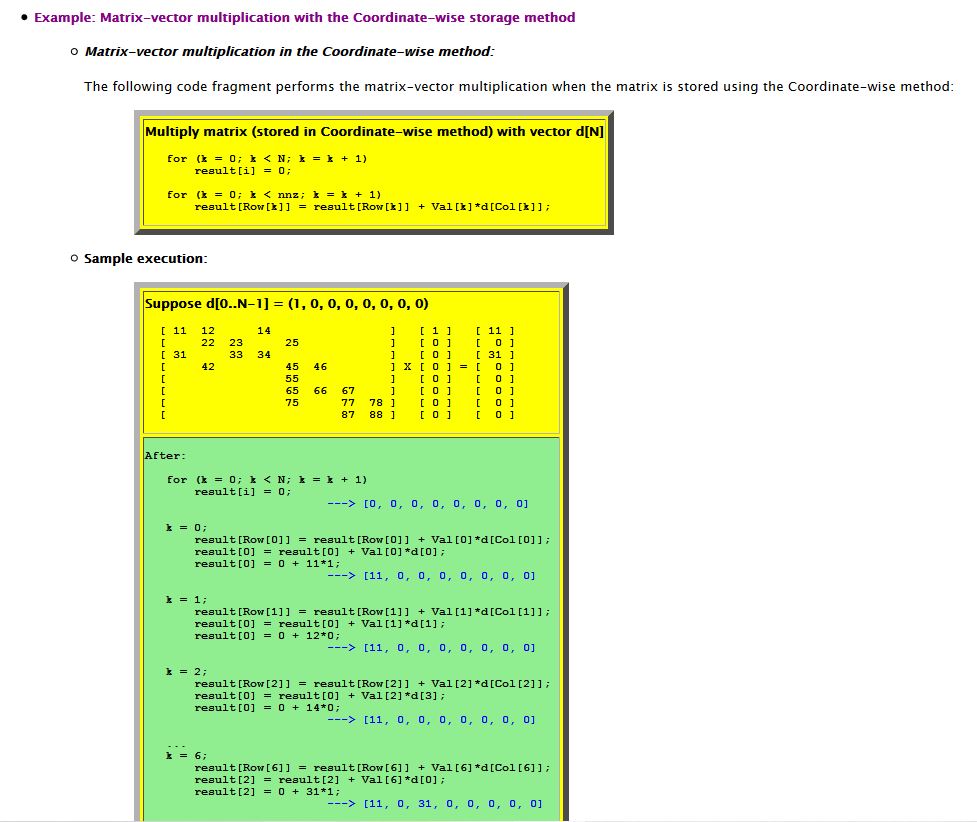 • Example: Matrix-vector multiplication with the Coordinate-wise storage method
o Matrix-vector multiplication in the Coordinate-wise method:
The following code fragment performs the matrix-vector multiplication when the matrix is stored using the Coordinate-wise method:
Multiply matrix (stored in Coordinate-wise method) with vector d[N]
for (k = 0; k < N; k = k + 1)
result[i] = 0;
for (k = 0; k < nnz; k = k + 1)
result[Row[k]] = result[Row[k]] + Val[k]*d[Col[k]];
o Sample execution:
Suppose d[0..N-1] = (1, 0, 0, 0, 0, 0, 0, 0)
[ 11  12      14                  ]   [ 1 ]   [ 11 ]
[     22  23      25              ]   [ 0 ]   [  0 ]
[ 31      33  34                  ]   [ 0 ]   [ 31 ]
[     42          45  46          ] X [ 0 ] = [  0 ]
[                 55              ]   [ 0 ]   [  0 ]
[                 65  66  67      ]   [ 0 ]   [  0 ]
[                 75      77  78  ]   [ 0 ]   [  0 ]
[                         87  88  ]   [ 0 ]   [  0 ]
After:
for (k = 0; k < N; k = k + 1)
result[i] = 0;
---> [0, 0, 0, 0, 0, 0, 0, 0]
k = 0;
result[Row[0]] = result[Row[0]] + Val[0]*d[Col[0]];
result[0] = result[0] + Val[0]*d[0];
result[0] = 0 + 11*1;
---> [11, 0, 0, 0, 0, 0, 0, 0]
k = 1;
result[Row[1]] = result[Row[1]] + Val[1]*d[Col[1]];
result[0] = result[0] + Val[1]*d[1];
result[0] = 0 + 12*0;
---> [11, 0, 0, 0, 0, 0, 0, 0]
k = 2;
result[Row[2]] = result[Row[2]] + Val[2]*d[Col[2]];
result[0] = result[0] + Val[2]*d[3];
result[0] = 0 + 14*0;
---> [11, 0, 0, 0, 0, 0, 0, 0]
...
k = 6;
result[Row[6]] = result[Row[6]] + Val[6]*d[Col[6]];
result[2] = result[2] + Val[6]*d[0];
result[2] = 0 + 31*1;
---> [11, 0, 31, 0, 0, 0, 0, 0]